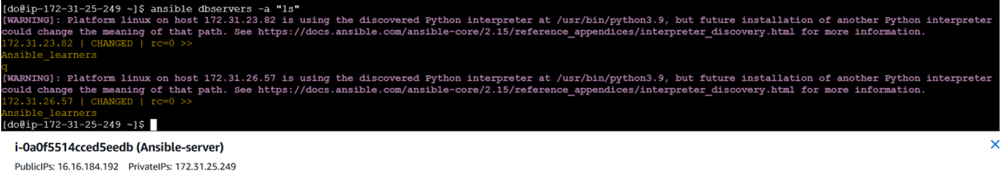 [do@ip-172-31-25-249 ~]$ ansible dbservers -a "ls"
[WARNING]: Platform linux on host 172.31.23.82 is using the discovered Python interpreter at /usr/bin/python3.9, but future installation of another Python interpreter
could change the meaning of that path. See https://docs.ansible.com/ansible-core/2.15/reference_appendices/interpreter_discovery.html for more information.
172.31.23.82 | CHANGED | rc=0 >>
Ansible_learners
q
[WARNING]: Platform linux on host 172.31.26.57 is using the discovered Python interpreter at /usr/bin/python3.9, but future installation of another Python interpreter
could change the meaning of that path. See https://docs.ansible.com/ansible-core/2.15/reference_appendices/interpreter_discovery.html for more information.
172.31.26.57 | CHANGED | rc=0 >>
Ansible_learners
[do@ip-172-31-25-249 ~]$
i-0a0f5514cced5eedb (Ansible-server)
PublicIPs: 16.16.184.192 PrivateIPs: 172.31.25.249